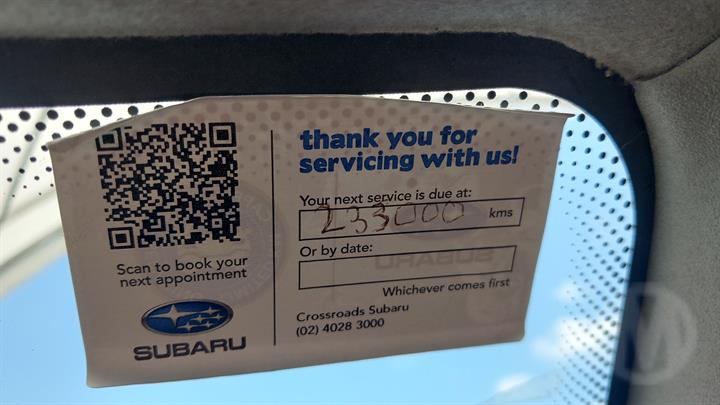 thank you for
servicing with us!
Your next service is due at:
233000 kms
Or by date:
Whichever comes first
Crossroads Subaru
(02) 4028 3000
Scan to book your
next appointment
SUBARU